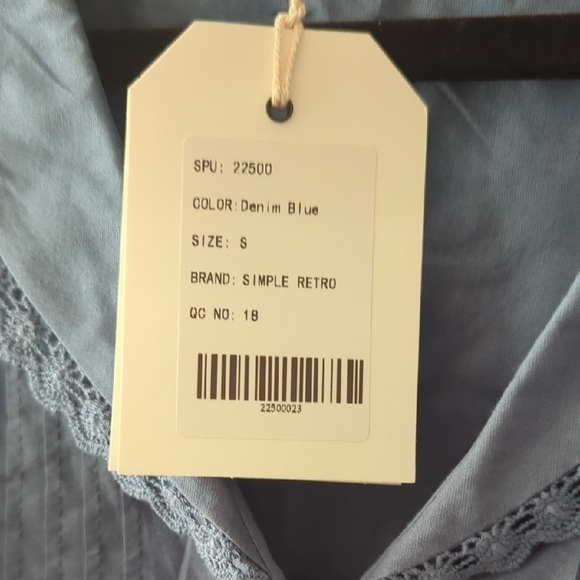 SPU: 22500
COLOR:Denim Blue
SIZE: S
BRAND: SIMPLE RETRO
QC NO: 18
22500023